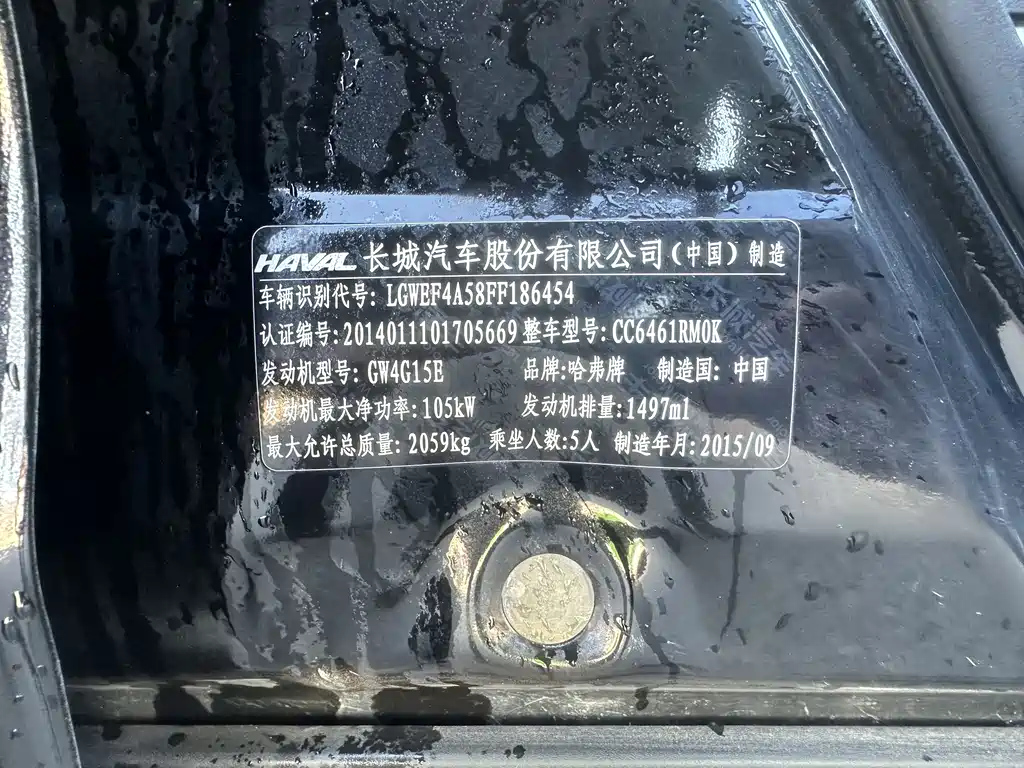 HAVAL 长城汽车股份有限公司（中国）制造
车辆识别代号: LGWEF4A58FF186454
认证编号: 2014011101705669 整车型号: CC6461RM0K
发动机型号: GW4G15E 品牌:哈弗牌 制造国: 中国
发动机最大净功率: 105kW 发动机排量: 1497ml
最大允许总质量: 2059kg 乘坐人数:5人 制造年月: 2015/09